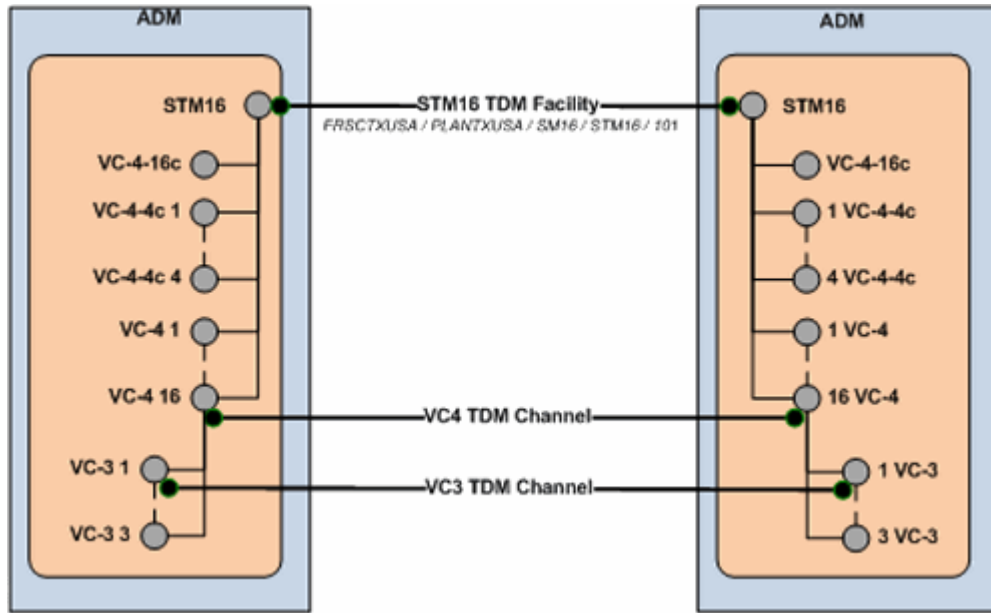 ADM
ADM
STM16
STM16 TDM Facility
FRSCTXUSA / PLANTXUSA / SM16 / STM16 / 101
STM16
VC-4-16c
VC-4-16c
VC-4-4c 1
1 VC-4-4c
VC-4-4c 4
4 VC-4-4c
VC-4 1
1 VC-4
VC-4 16
16 VC-4
VC4 TDM Channel
VC-3 1
1 VC-3
VC3 TDM Channel
VC-3 3
3 VC-3